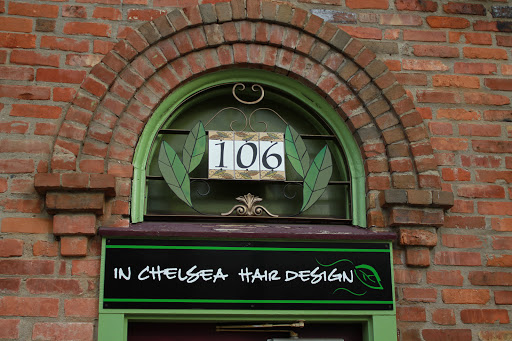 106
IN CHELSEA HAIR DESIGN